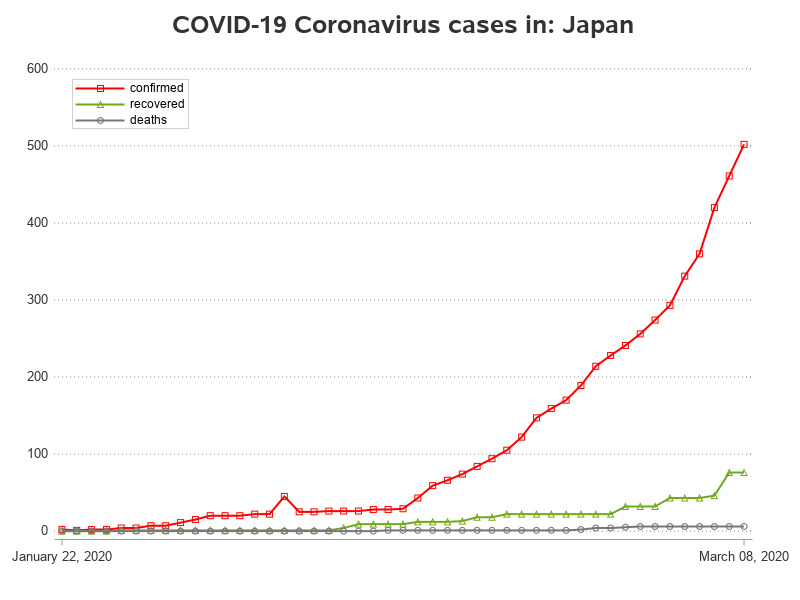 COVID-19 Coronavirus cases in: Japan
600
confirmed
recovered
deaths
500
400
300
200
100
0
January 22, 2020
March 08, 2020